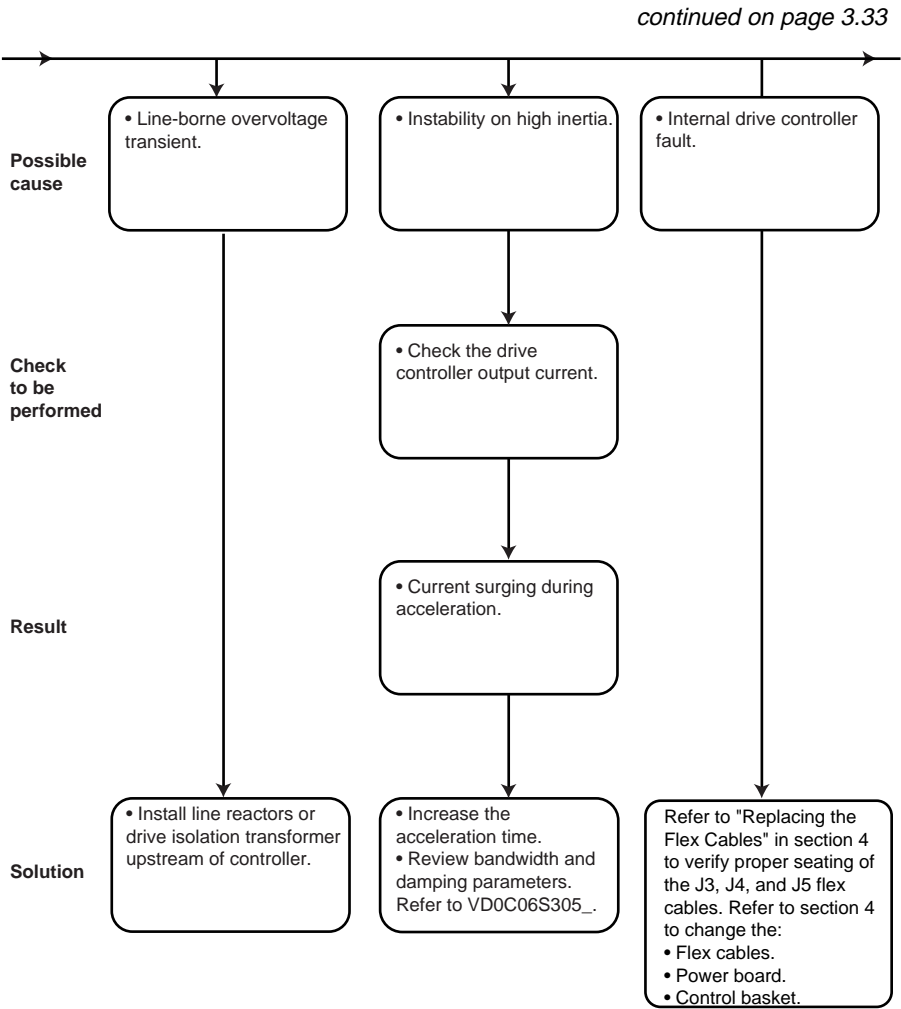 continued on page 3.33
Possible
cause
• Line-borne overvoltage
transient.
• Instability on high inertia.
• Internal drive controller
fault.
Check
to be
performed
• Check the drive
controller output current.
Result
• Current surging during
acceleration.
Solution
• Install line reactors or
drive isolation transformer
upstream of controller.
• Increase the
acceleration time.
• Review bandwidth and
damping parameters.
Refer to VD0C06S305_.
Refer to "Replacing the
Flex Cables" in section 4
to verify proper seating of
the J3, J4, and J5 flex
cables. Refer to section 4
to change the:
• Flex cables.
• Power board.
• Control basket.